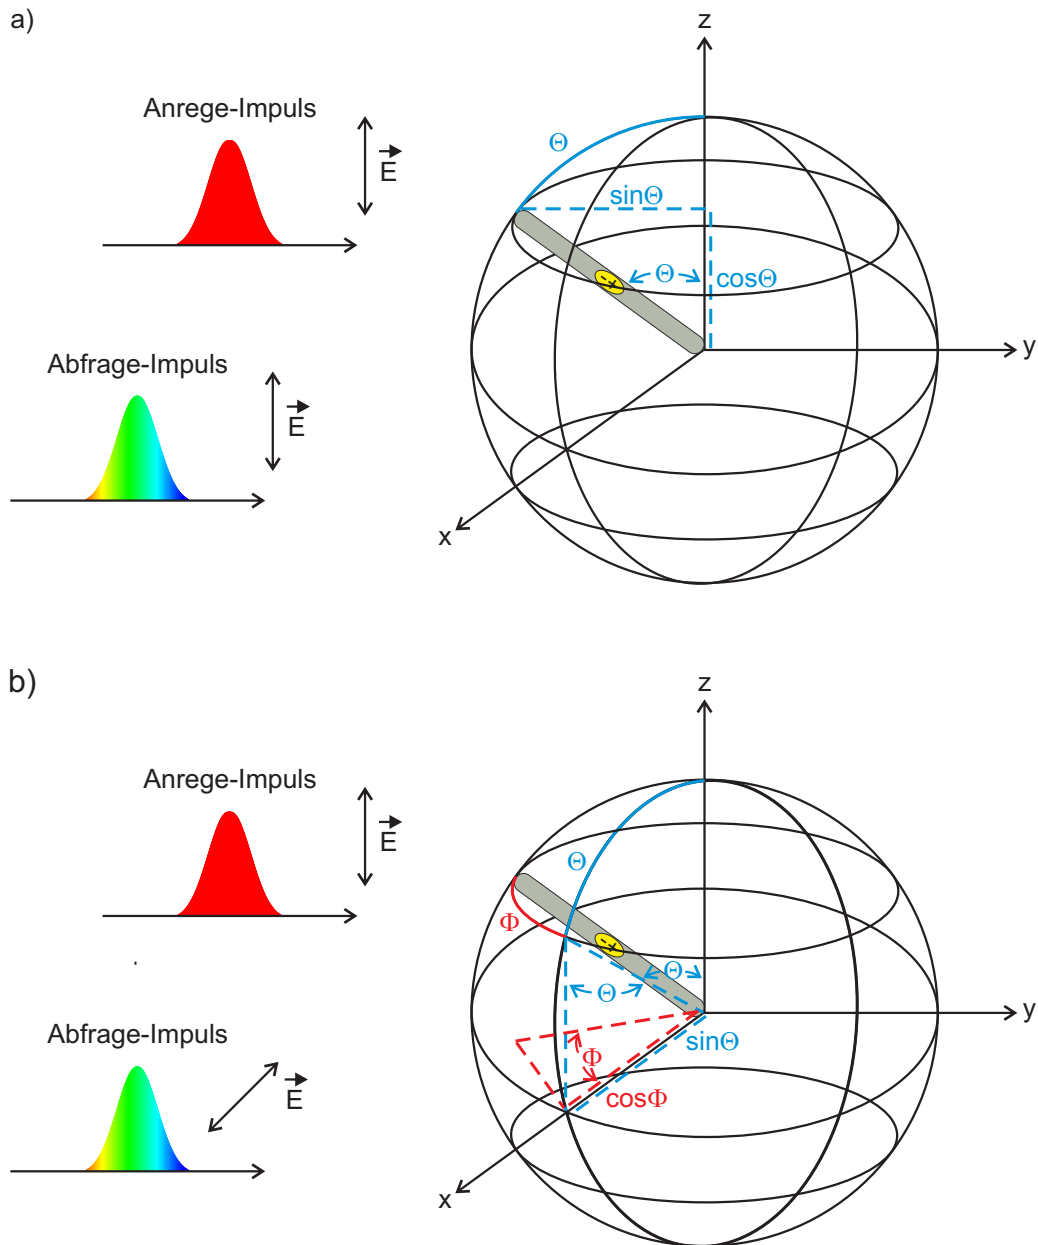 a)
Anrege-Impuls
E
Abfrage-Impuls
E
z
Θ
sinΘ
Θ
cosΘ
- +
y
x
b)
Anrege-Impuls
E
Abfrage-Impuls
E
z
Θ
Φ
- +
Θ
Θ
y
sinΘ
Φ
cosΦ
x